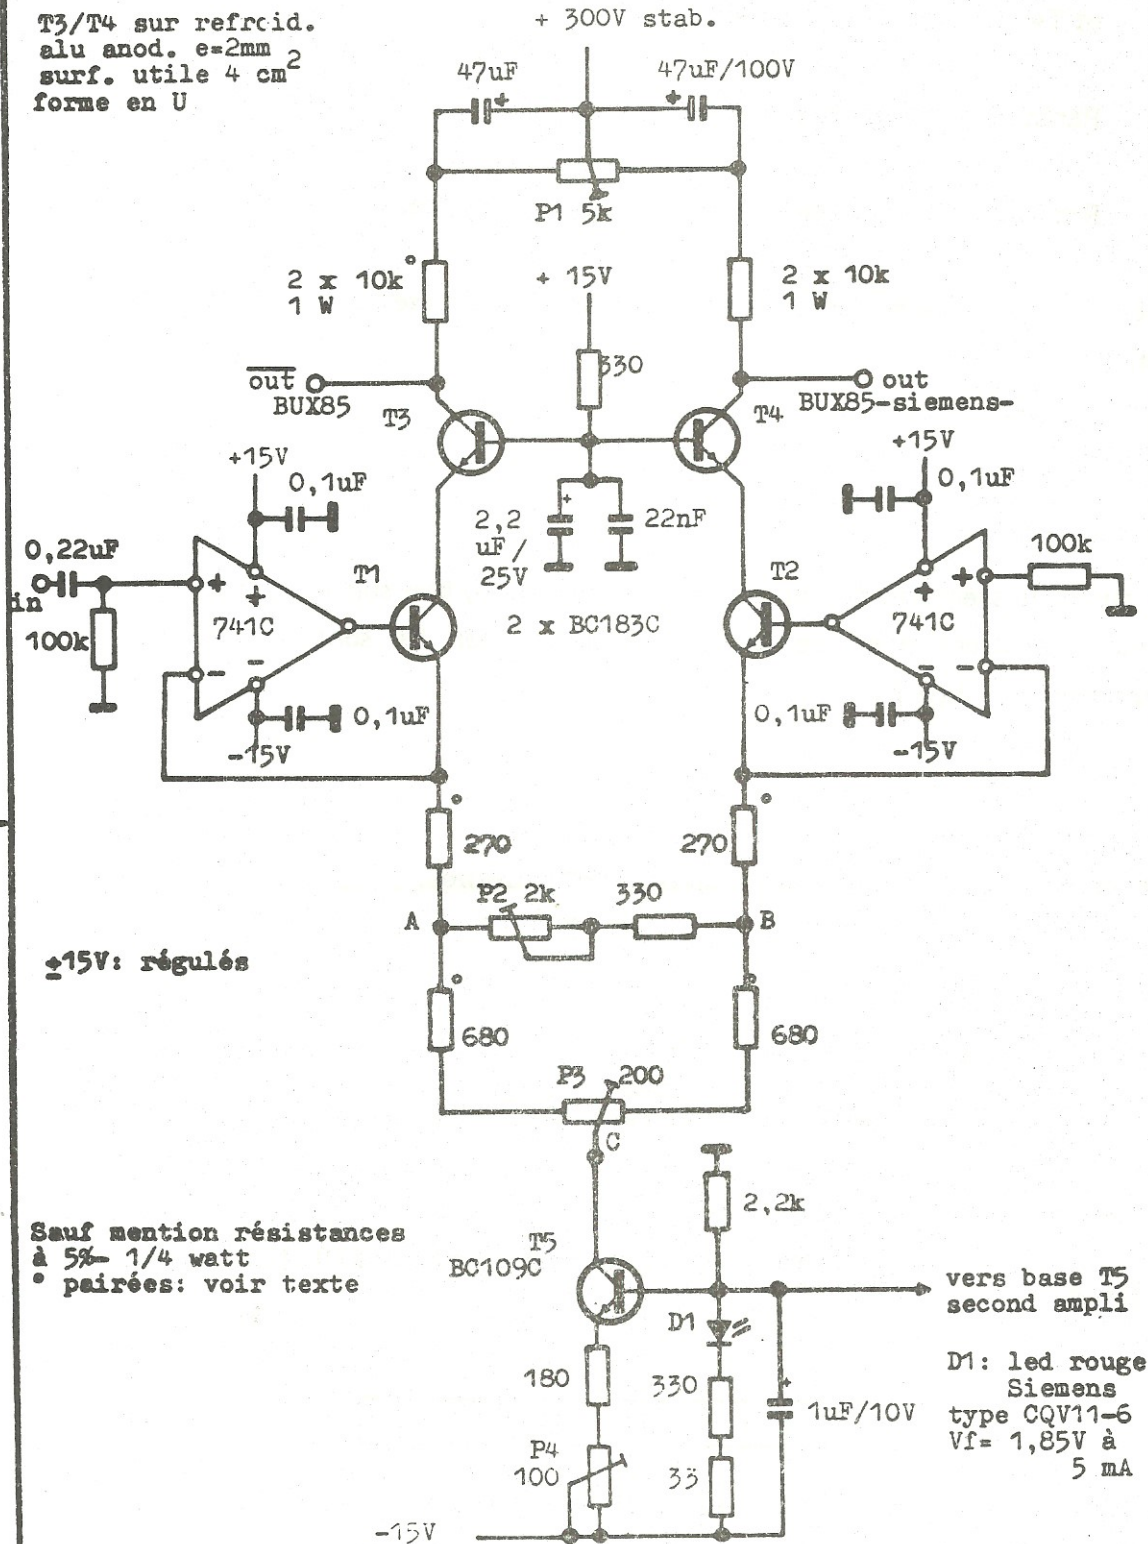 T3/T4 sur refroid.
alu anod. e=2mm
surf. utile 4 cm²
forme en U
+ 300V stab.
47uF
+
+
47uF/100V
P1 5k
2 x 10k°
1 W
+ 15V
2 x 10k
1 W
330
out
BUX85
T3
T4
out
BUX85-siemens-
+15V
0,1uF
+15V
0,1uF
2,2
uF/
25V
+
22nF
0,22uF
in
100k
+
+
741C
-
-
T1
2 x BC183C
T2
100k
+
+
741C
-
-
0,1uF
-15V
0,1uF
-15V
°
270
°
270
A
P2 2k
330
B
±15V: régulés
°
680
°
680
P3 200
C
2,2k
Sauf mention résistances
à 5%- 1/4 watt
° pairées: voir texte
T5
BC109C
vers base T5
second ampli
D1
D1: led rouge
Siemens
type CQV11-6
Vf= 1,85V à
5 mA
180
330
+
1uF/10V
P4
100
33
-15V